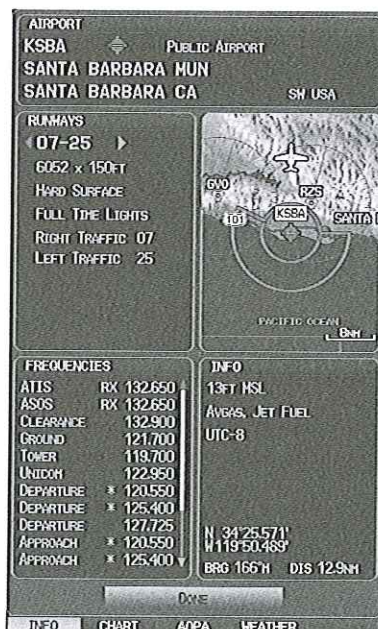 AIRPORT
KSBA PUBLIC AIRPORT
SANTA BARBARA MUN
SANTA BARBARA CA SW USA
RUNWAYS
07-25
6052 x 150FT
HARD SURFACE
FULL TIME LIGHTS
RIGHT TRAFFIC 07
LEFT TRAFFIC 25
GVO
RZS
KSBA
101
SANTA
PACIFIC OCEAN
8NM
FREQUENCIES
ATIS RX 132.650
ASOS RX 132.650
CLEARANCE 132.900
GROUND 121.700
TOWER 119.700
UNICOM 122.950
DEPARTURE * 120.550
DEPARTURE * 125.400
DEPARTURE 127.725
APPROACH * 120.550
APPROACH * 125.400
INFO
13FT MSL
AVGAS, JET FUEL
UTC-8
N 34°25.571'
W119°50.489'
BRG 166°M DIS 12.9NM
DONE
INFO CHART AOPA WEATHER